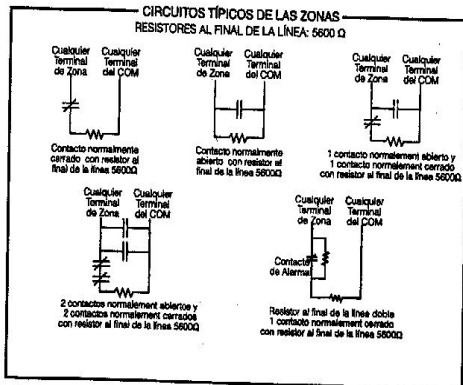 CIRCUITOS TÍPICOS DE LAS ZONAS
RESISTORES AL FINAL DE LA LÍNEA: 5600 Ω
Cualquier Terminal de Zona
Cualquier Terminal del COM
Contacto normalmente
cerrado con resistor al
final de la línea 5600Ω
Cualquier Terminal de Zona
Cualquier Terminal del COM
Contacto normalmente
abierto con resistor al
final de la línea 5600Ω
Cualquier Terminal de Zona
Cualquier Terminal del COM
1 contacto normalement abierto y
1 contacto normalement cerrado
con resistor al final de la línea 5600Ω
Cualquier Terminal de Zona
Cualquier Terminal del COM
2 contactos normalement abiertos y
2 contactos normalement cerrados
con resistor al final de la línea 5600Ω
Cualquier Terminal de Zona
Cualquier Terminal del COM
Contacto
de Alarma
Resistor al final de la línea doble
1 contacto normalement cerrado
con resistor al final de la línea 5600Ω